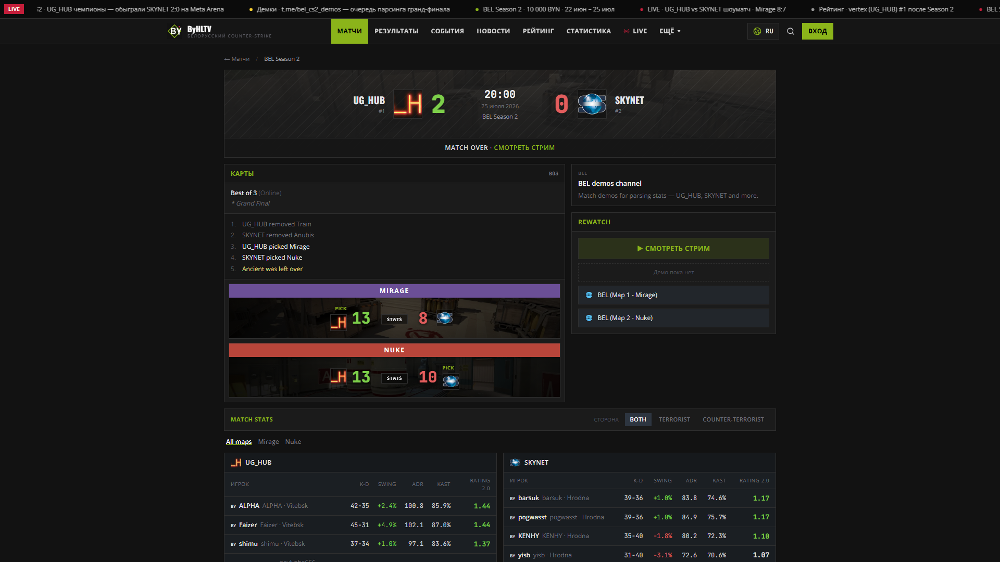 LIVE
S2 · UG_HUB чемпионы — обыграли SKYNET 2:0 на Meta Arena
Демки · t.me/bel_cs2_demos — очередь парсинга гранд-финала
BEL Season 2 · 10 000 BYN · 22 июн – 25 июл
LIVE · UG_HUB vs SKYNET шоуматч · Mirage 8:7
Рейтинг · vertex (UG_HUB) #1 после Season 2
BEL
BY
ByHLTV
БЕЛОРУССКИЙ COUNTER-STRIKE
МАТЧИ
РЕЗУЛЬТАТЫ
СОБЫТИЯ
НОВОСТИ
РЕЙТИНГ
СТАТИСТИКА
LIVE
ЕЩЁ
RU
ВХОД
← Матчи / BEL Season 2
UG_HUB
#1
_H
2
20:00
25 июля 2026
BEL Season 2
0
SKYNET
#2
MATCH OVER · СМОТРЕТЬ СТРИМ
КАРТЫ
BO3
Best of 3 (Online)
* Grand Final
1. UG_HUB removed Train
2. SKYNET removed Anubis
3. UG_HUB picked Mirage
4. SKYNET picked Nuke
5. Ancient was left over
MIRAGE
PICK
_H 13 STATS 8
NUKE
PICK
_H 13 STATS 10
BEL
BEL demos channel
Match demos for parsing stats — UG_HUB, SKYNET and more.
REWATCH
▶ СМОТРЕТЬ СТРИМ
Демо пока нет
BEL (Map 1 - Mirage)
BEL (Map 2 - Nuke)
MATCH STATS
СТОРОНА BOTH TERRORIST COUNTER-TERRORIST
All maps Mirage Nuke
_H UG_HUB
ИГРОК K-D SWING ADR KAST RATING 2.0
BY ALPHA ALPHA · Vitebsk 42-35 +2.4% 100.8 85.9% 1.44
BY Faizer Faizer · Vitebsk 45-31 +4.9% 102.1 87.0% 1.44
BY shimu shimu · Vitebsk 37-34 +1.0% 97.1 83.6% 1.37
SKYNET
ИГРОК K-D SWING ADR KAST RATING 2.0
BY barsuk barsuk · Hrodna 39-36 +1.0% 83.8 74.6% 1.17
BY pogwasst pogwasst · Hrodna 39-36 +1.0% 84.9 75.7% 1.17
BY KENHY KENHY · Hrodna 35-40 -1.8% 80.2 72.3% 1.10
BY yisb yisb · Hrodna 31-40 -3.1% 72.6 70.6% 1.07